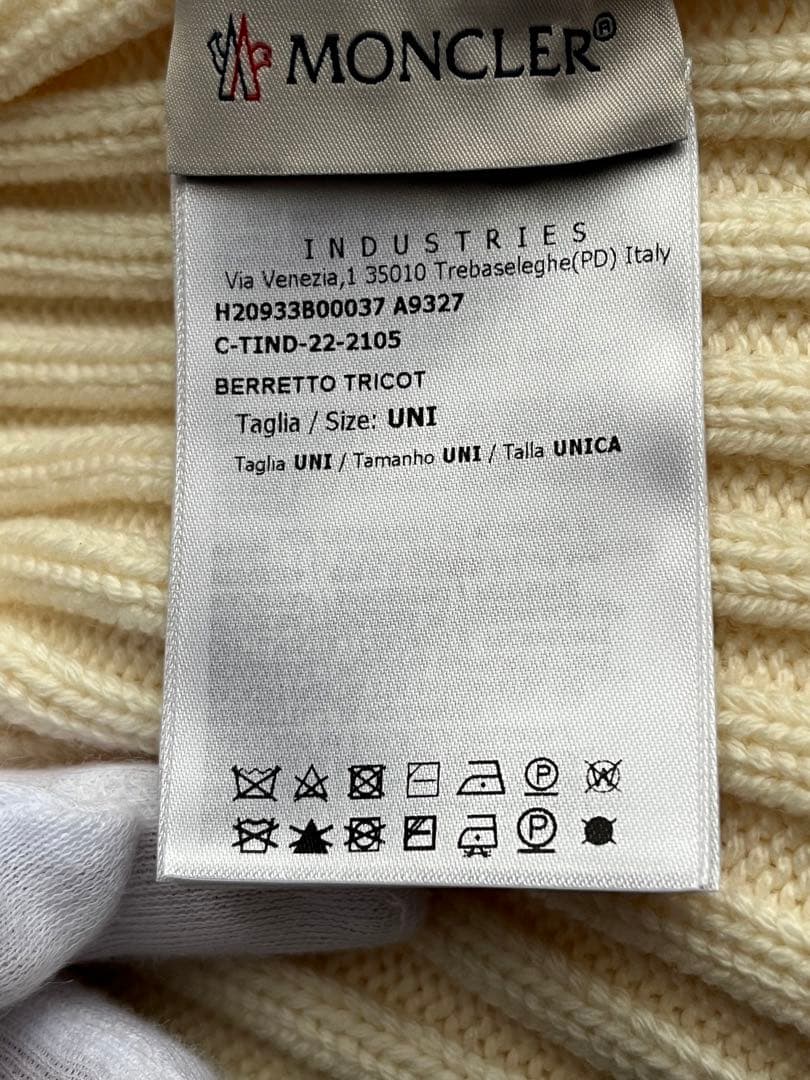 MONCLER®
INDUSTRIES
Via Venezia,1 35010 Trebaseleghe(PD) Italy
H20933B00037 A9327
C-TIND-22-2105
BERRETTO TRICOT
Taglia / Size: UNI
Taglia UNI / Tamanho UNI / Talla UNICA
P W
P